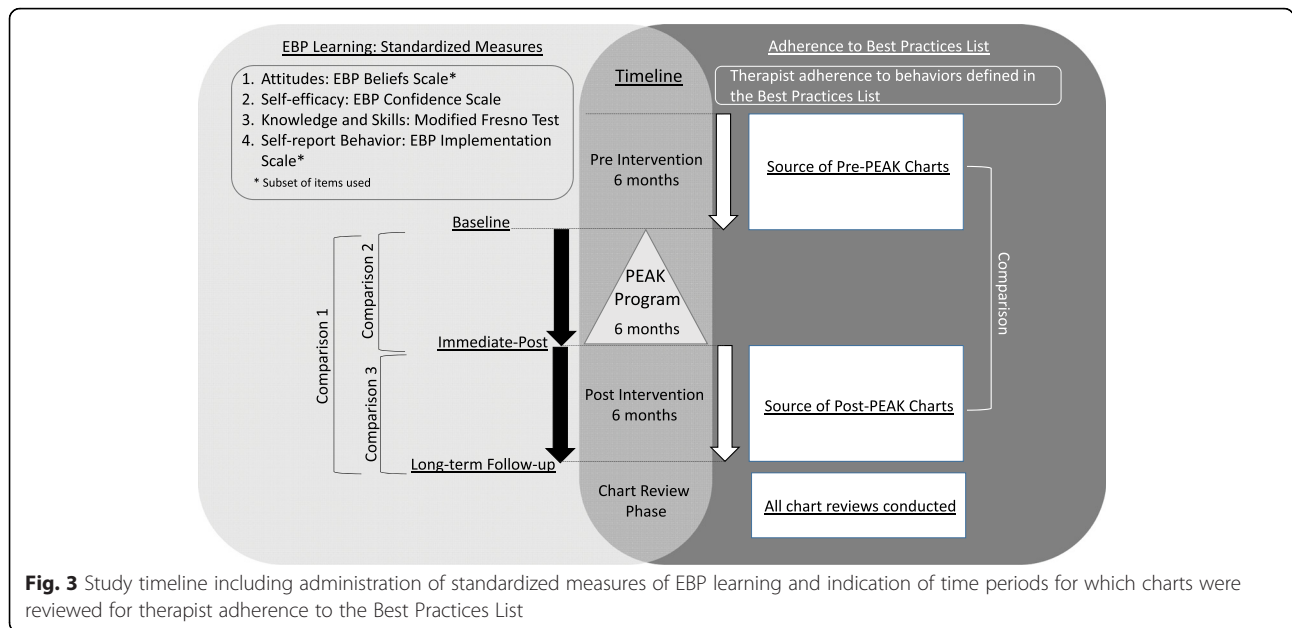 EBP Learning: Standardized Measures
1. Attitudes: EBP Beliefs Scale*
2. Self-efficacy: EBP Confidence Scale
3. Knowledge and Skills: Modified Fresno Test
4. Self-report Behavior: EBP Implementation
Scale*
* Subset of items used
Timeline
Adherence to Best Practices List
Therapist adherence to behaviors defined in
the Best Practices List
Pre Intervention
6 months
Source of Pre-PEAK Charts
Baseline
Comparison 1
Comparison 2
Comparison 3
PEAK
Program
6 months
Comparison
Immediate-Post
Post Intervention
6 months
Source of Post-PEAK Charts
Long-term Follow-up
Chart Review
Phase
All chart reviews conducted
Fig. 3 Study timeline including administration of standardized measures of EBP learning and indication of time periods for which charts were
reviewed for therapist adherence to the Best Practices List